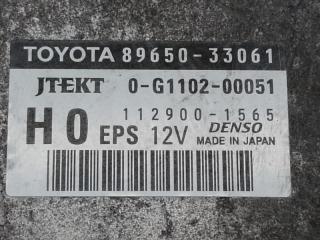 TOYOTA 89650-33061
JTEKT 0-G1102-00051
112900-1565
H0 EPS 12V DENSO
MADE IN JAPAN